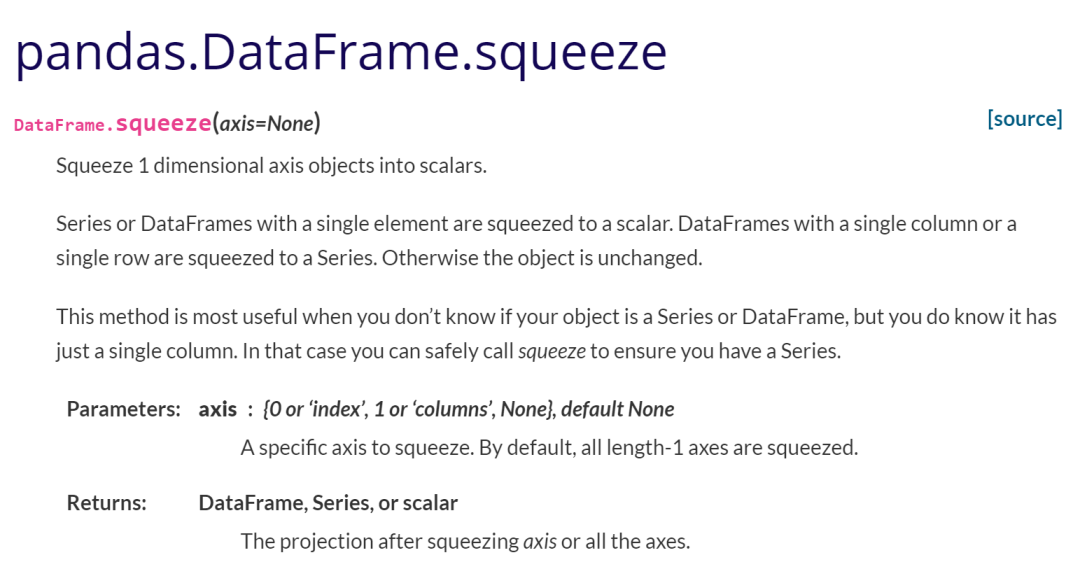 pandas.DataFrame.squeeze
DataFrame.squeeze(axis=None) [source]
Squeeze 1 dimensional axis objects into scalars.
Series or DataFrames with a single element are squeezed to a scalar. DataFrames with a single column or a
single row are squeezed to a Series. Otherwise the object is unchanged.
This method is most useful when you don’t know if your object is a Series or DataFrame, but you do know it has
just a single column. In that case you can safely call squeeze to ensure you have a Series.
Parameters: axis : {0 or ‘index’, 1 or ‘columns’, None}, default None
A specific axis to squeeze. By default, all length-1 axes are squeezed.
Returns: DataFrame, Series, or scalar
The projection after squeezing axis or all the axes.